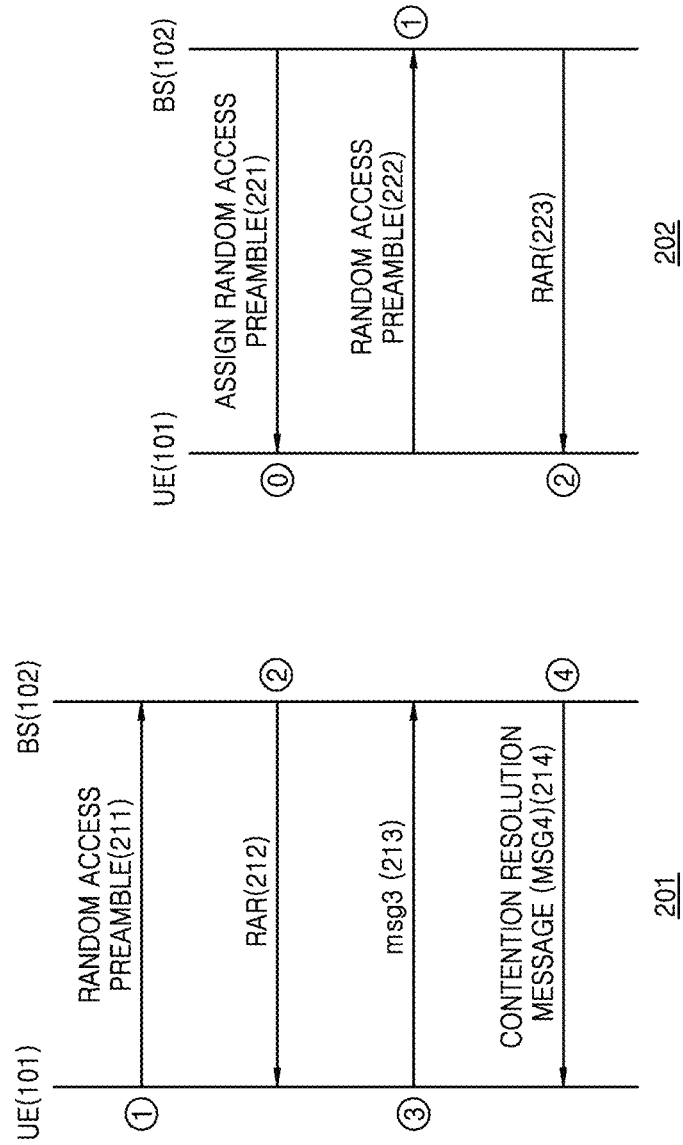 UE(101)
BS(102)
①
RANDOM ACCESS
PREAMBLE(211)
②
RAR(212)
③
msg3 (213)
④
CONTENTION RESOLUTION
MESSAGE (MSG4)(214)
201
UE(101)
BS(102)
⓪
ASSIGN RANDOM ACCESS
PREAMBLE(221)
①
RANDOM ACCESS
PREAMBLE(222)
②
RAR(223)
202